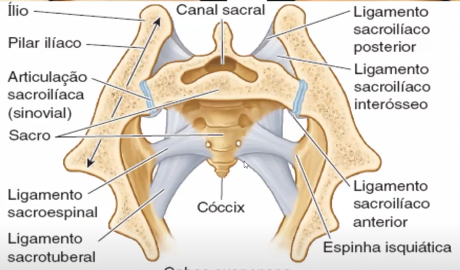 Ílio
Canal sacral
Ligamento
sacroilíaco
posterior
Pilar ilíaco
Ligamento
sacroilíaco
interósseo
Articulação
sacroilíaca
(sinovial)
Sacro
Ligamento
sacroespinal
Cóccix
Ligamento
sacroilíaco
anterior
Ligamento
sacrotuberal
Espinha isquiática